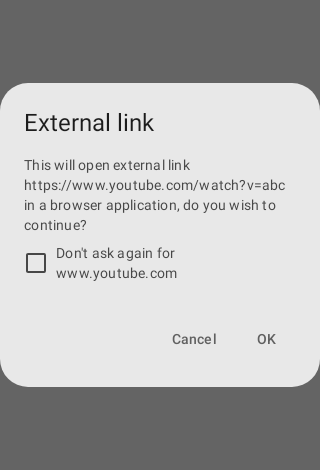 External link
This will open external link
https://www.youtube.com/watch?v=abc
in a browser application, do you wish to
continue?
Don't ask again for
www.youtube.com
Cancel OK